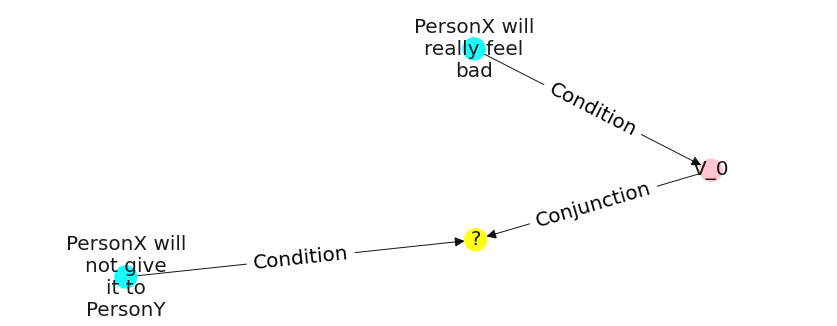 PersonX will
really feel
bad
Condition
V_0
Conjunction
?
Condition
PersonX will
not give
it to
PersonY